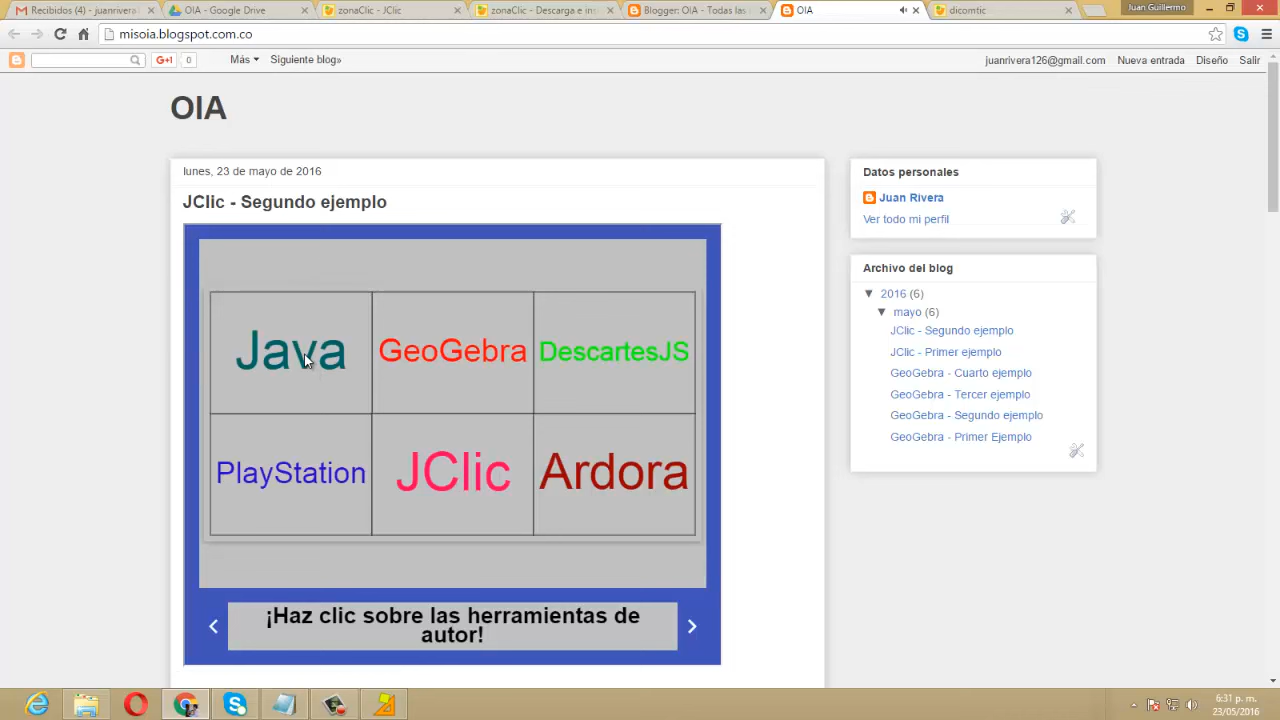 Recibidos (4) - juanrivera
OIA - Google Drive
zonaClic - JClic
zonaClic - Descarga e ins
Blogger: OIA - Todas las
OIA
dicomtic
Juan Guillermo
misoia.blogspot.com.co
G+1
0
Más
Siguiente blog»
juanrivera126@gmail.com
Nueva entrada
Diseño
Salir
OIA
lunes, 23 de mayo de 2016
JClic - Segundo ejemplo
Java
GeoGebra
DescartesJS
PlayStation
JClic
Ardora
¡Haz clic sobre las herramientas de
autor!
Datos personales
Juan Rivera
Ver todo mi perfil
Archivo del blog
▼ 2016 (6)
▼ mayo (6)
JClic - Segundo ejemplo
JClic - Primer ejemplo
GeoGebra - Cuarto ejemplo
GeoGebra - Tercer ejemplo
GeoGebra - Segundo ejemplo
GeoGebra - Primer Ejemplo
6:31 p. m.
23/05/2016